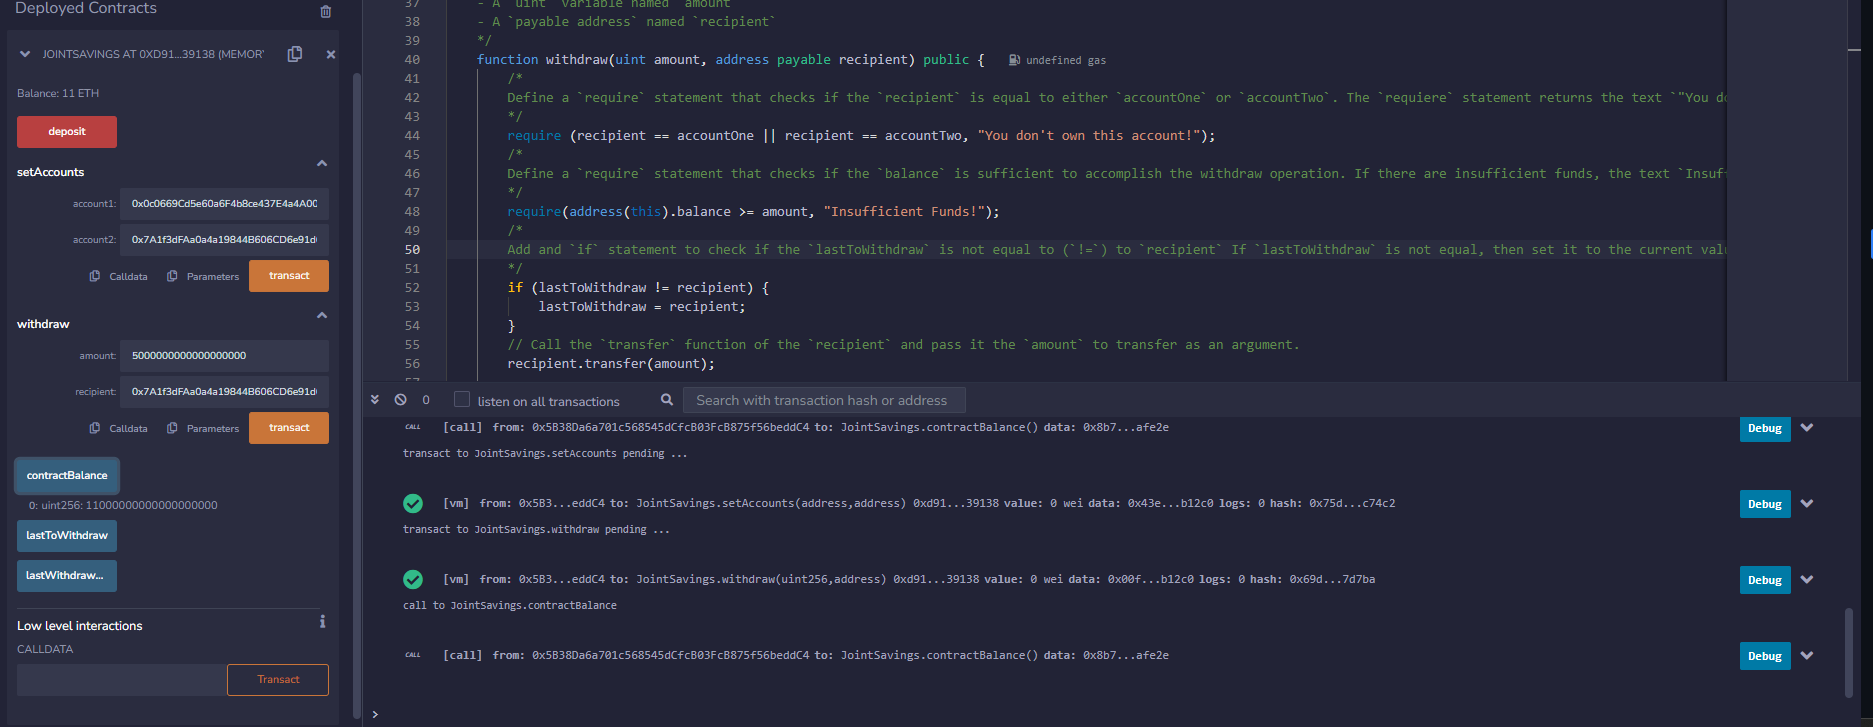 Deployed Contracts
JOINTSAVINGS AT 0XD91...39138 (MEMOR
Balance: 11 ETH
deposit
setAccounts
account1: 0x0c0669Cd5e60a6F4b8ce437E4a4A00
account2: 0x7A1f3dFAa0a4a19844B606CD6e91d
Calldata Parameters transact
withdraw
amount: 5000000000000000000
recipient: 0x7A1f3dFAa0a4a19844B606CD6e91d
Calldata Parameters transact
contractBalance
0: uint256: 11000000000000000000
lastToWithdraw
lastWithdraw...
Low level interactions
CALLDATA
Transact
37 - A `uint` variable named `amount`
38 - A `payable address` named `recipient`
39 */
40 function withdraw(uint amount, address payable recipient) public { undefined gas
41 /*
42 Define a `require` statement that checks if the `recipient` is equal to either `accountOne` or `accountTwo`. The `requiere` statement returns the text `"You d
43 */
44 require (recipient == accountOne || recipient == accountTwo, "You don't own this account!");
45 /*
46 Define a `require` statement that checks if the `balance` is sufficient to accomplish the withdraw operation. If there are insufficient funds, the text `Insuf
47 */
48 require(address(this).balance >= amount, "Insufficient Funds!");
49 /*
50 Add and `if` statement to check if the `lastToWithdraw` is not equal to (`!=`) to `recipient` If `lastToWithdraw` is not equal, then set it to the current val
51 */
52 if (lastToWithdraw != recipient) {
53 lastToWithdraw = recipient;
54 }
55 // Call the `transfer` function of the `recipient` and pass it the `amount` to transfer as an argument.
56 recipient.transfer(amount);
57
0 listen on all transactions Search with transaction hash or address
CALL [call] from: 0x5B38Da6a701c568545dCfcB03FcB875f56beddC4 to: JointSavings.contractBalance() data: 0x8b7...afe2e Debug
transact to JointSavings.setAccounts pending ...
[vm] from: 0x5B3...eddC4 to: JointSavings.setAccounts(address,address) 0xd91...39138 value: 0 wei data: 0x43e...b12c0 logs: 0 hash: 0x75d...c74c2 Debug
transact to JointSavings.withdraw pending ...
[vm] from: 0x5B3...eddC4 to: JointSavings.withdraw(uint256,address) 0xd91...39138 value: 0 wei data: 0x00f...b12c0 logs: 0 hash: 0x69d...7d7ba Debug
call to JointSavings.contractBalance
CALL [call] from: 0x5B38Da6a701c568545dCfcB03FcB875f56beddC4 to: JointSavings.contractBalance() data: 0x8b7...afe2e Debug
>